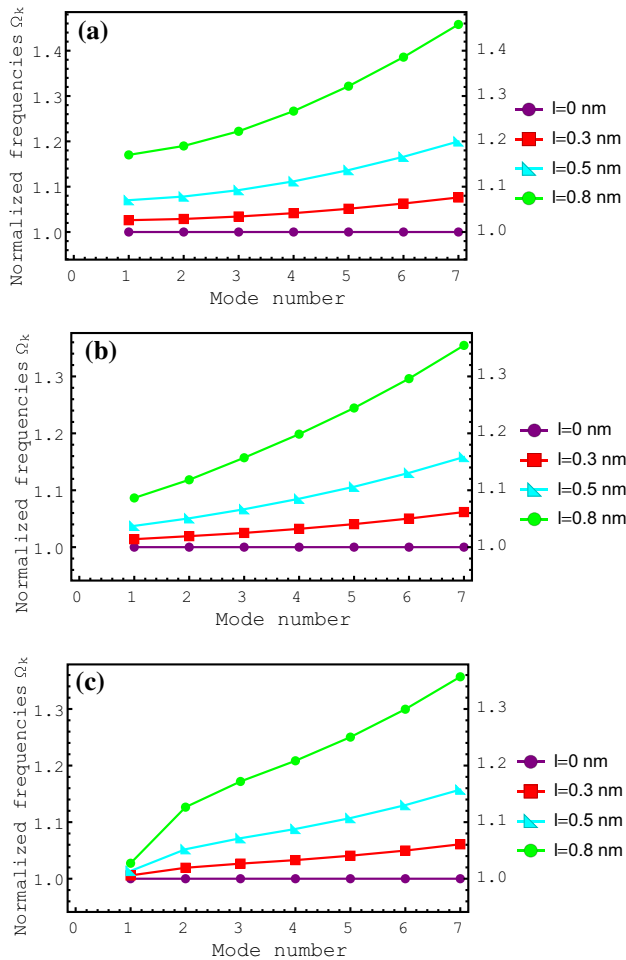 (a)
Normalized frequencies Ωk
1.4
1.3
1.2
1.1
1.0
1.4
1.3
1.2
1.1
1.0
0 1 2 3 4 5 6 7
Mode number
l=0 nm
l=0.3 nm
l=0.5 nm
l=0.8 nm
(b)
Normalized frequencies Ωk
1.3
1.2
1.1
1.0
1.3
1.2
1.1
1.0
0 1 2 3 4 5 6 7
Mode number
l=0 nm
l=0.3 nm
l=0.5 nm
l=0.8 nm
(c)
Normalized frequencies Ωk
1.3
1.2
1.1
1.0
1.3
1.2
1.1
1.0
0 1 2 3 4 5 6 7
Mode number
l=0 nm
l=0.3 nm
l=0.5 nm
l=0.8 nm